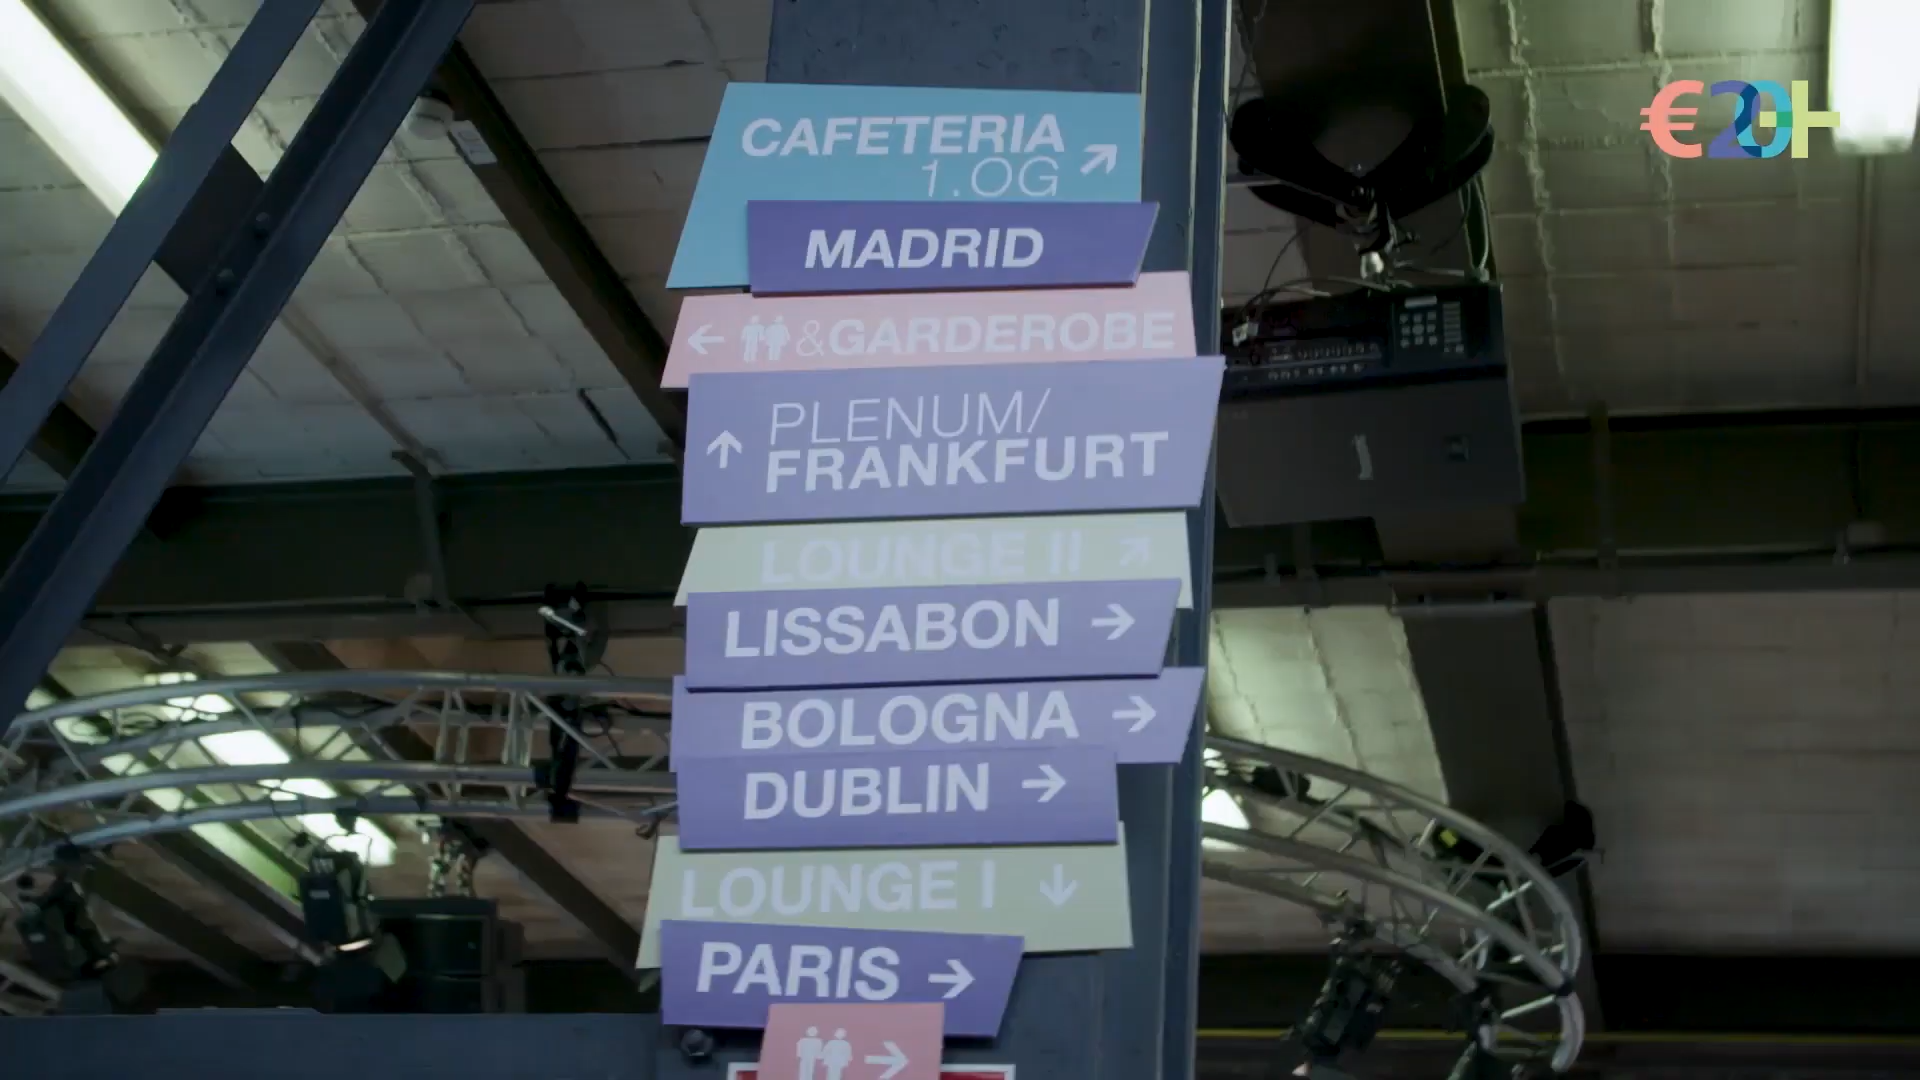 €20+
CAFETERIA
1.OG
MADRID
&GARDEROBE
PLENUM/
FRANKFURT
LOUNGE II
LISSABON
BOLOGNA
DUBLIN
LOUNGE I
PARIS